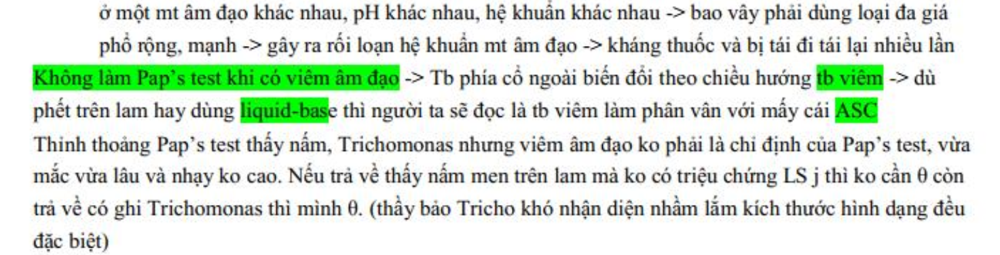 ở một mt âm đạo khác nhau, pH khác nhau, hệ khuẩn khác nhau -> bao vây phải dùng loại đa giá
phổ rộng, mạnh -> gây ra rối loạn hệ khuẩn mt âm đạo -> kháng thuốc và bị tái đi tái lại nhiều lần
Không làm Pap’s test khi có viêm âm đạo -> Tb phía cổ ngoài biến đổi theo chiều hướng tb viêm -> dù
phết trên lam hay dùng liquid-base thì người ta sẽ đọc là tb viêm làm phân vân với mấy cái ASC
Thỉnh thoảng Pap’s test thấy nấm, Trichomonas nhưng viêm âm đạo ko phải là chỉ định của Pap’s test, vừa
mắc vừa lâu và nhạy ko cao. Nếu trả về thấy nấm men trên lam mà ko có triệu chứng LS j thì ko cần θ còn
trả về có ghi Trichomonas thì mình θ. (thầy bảo Tricho khó nhận diện nhầm lắm kích thước hình dạng đều
đặc biệt)